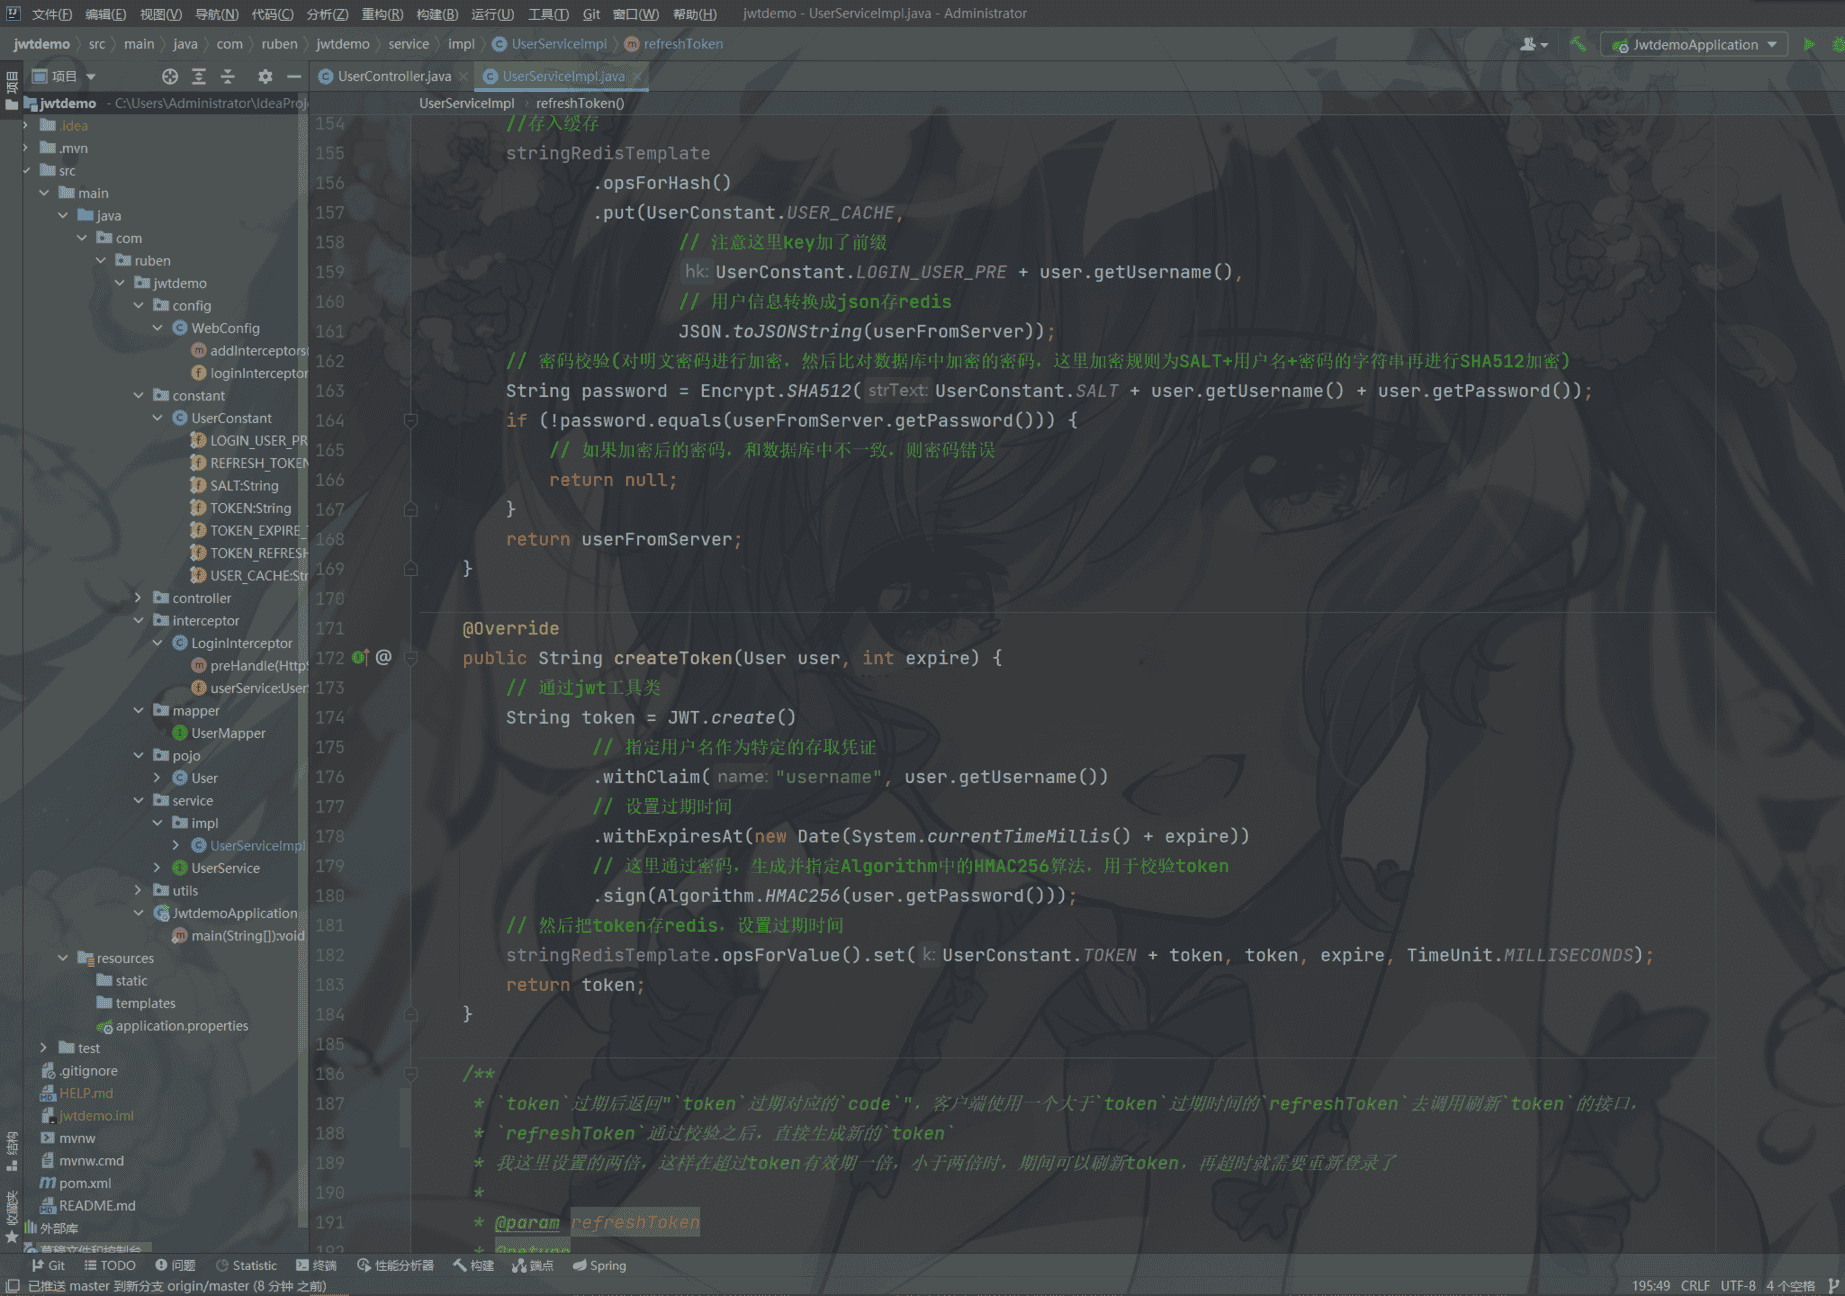 文件(F) 编辑(E) 视图(V) 导航(N) 代码(C) 分析(Z) 重构(R) 构建(B) 运行(U) 工具(T) Git 窗口(W) 帮助(H) jwtdemo - UserServiceImpl.java - Administrator
jwtdemo src main java com ruben jwtdemo service impl UserServiceImpl refreshToken JwtdemoApplication
项目 项目 UserController.java UserServiceImpl.java
jwtdemo - C:\Users\Administrator\IdeaProj
UserServiceImpl refreshToken()
.idea
.mvn
src
main
java
com
ruben
jwtdemo
config
WebConfig
addInterceptors
loginInterceptor
constant
UserConstant
LOGIN_USER_PR
REFRESH_TOKEN
SALT:String
TOKEN:String
TOKEN_EXPIRE_
TOKEN_REFRESH
USER_CACHE:Str
controller
interceptor
LoginInterceptor
preHandle(Http
userService:User
mapper
UserMapper
pojo
User
service
impl
UserServiceImpl
UserService
utils
JwtdemoApplication
main(String[]):void
resources
static
templates
application.properties
test
.gitignore
HELP.md
jwtdemo.iml
mvnw
mvnw.cmd
pom.xml
README.md
外部库
草稿文件和控制台
结构
收藏夹
154 //存入缓存
155 stringRedisTemplate
156 .opsForHash()
157 .put(UserConstant.USER_CACHE,
158 // 注意这里key加了前缀
159 hk: UserConstant.LOGIN_USER_PRE + user.getUsername(),
160 // 用户信息转换成json存redis
161 JSON.toJSONString(userFromServer));
162 // 密码校验(对明文密码进行加密，然后比对数据库中加密的密码，这里加密规则为SALT+用户名+密码的字符串再进行SHA512加密)
163 String password = Encrypt.SHA512( strText: UserConstant.SALT + user.getUsername() + user.getPassword());
164 if (!password.equals(userFromServer.getPassword())) {
165 // 如果加密后的密码，和数据库中不一致，则密码错误
166 return null;
167 }
168 return userFromServer;
169 }
170
171 @Override
172 @ public String createToken(User user, int expire) {
173 // 通过jwt工具类
174 String token = JWT.create()
175 // 指定用户名作为特定的存取凭证
176 .withClaim( name: "username", user.getUsername())
177 // 设置过期时间
178 .withExpiresAt(new Date(System.currentTimeMillis() + expire))
179 // 这里通过密码，生成并指定Algorithm中的HMAC256算法，用于校验token
180 .sign(Algorithm.HMAC256(user.getPassword()));
181 // 然后把token存redis，设置过期时间
182 stringRedisTemplate.opsForValue().set( k: UserConstant.TOKEN + token, token, expire, TimeUnit.MILLISECONDS);
183 return token;
184 }
185
186 /**
187 * `token`过期后返回"`token`过期对应的`code`"，客户端使用一个大于`token`过期时间的`refreshToken`去调用刷新`token`的接口，
188 * `refreshToken`通过校验之后，直接生成新的`token`
189 * 我这里设置的两倍，这样在超过token有效期一倍，小于两倍时，期间可以刷新token，再超时就需要重新登录了
190 *
191 * @param refreshToken
192 * @return
Git TODO 问题 Statistic 终端 性能分析器 构建 端点 Spring
已推送 master 到新分支 origin/master (8 分钟 之前) 195:49 CRLF UTF-8 4 个空格